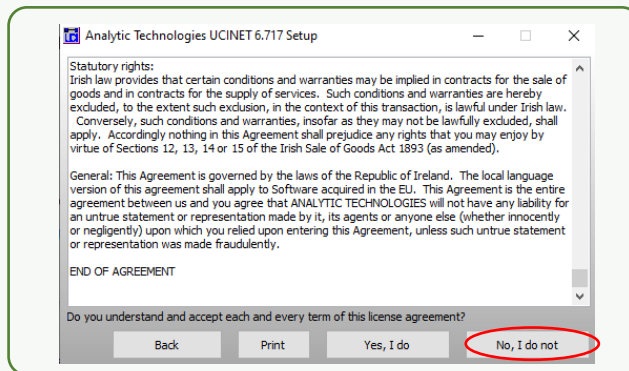 Analytic Technologies UCINET 6.717 Setup
Statutory rights:
Irish law provides that certain conditions and warranties may be implied in contracts for the sale of
goods and in contracts for the supply of services. Such conditions and warranties are hereby
excluded, to the extent such exclusion, in the context of this transaction, is lawful under Irish law.
Conversely, such conditions and warranties, insofar as they may not be lawfully excluded, shall
apply. Accordingly nothing in this Agreement shall prejudice any rights that you may enjoy by
virtue of Sections 12, 13, 14 or 15 of the Irish Sale of Goods Act 1893 (as amended).
General: This Agreement is governed by the laws of the Republic of Ireland. The local language
version of this agreement shall apply to Software acquired in the EU. This Agreement is the entire
agreement between us and you agree that ANALYTIC TECHNOLOGIES will not have any liability for
an untrue statement or representation made by it, its agents or anyone else (whether innocently
or negligently) upon which you relied upon entering this Agreement, unless such untrue statement
or representation was made fraudulently.
END OF AGREEMENT
Do you understand and accept each and every term of this license agreement?
Back
Print
Yes, I do
No, I do not